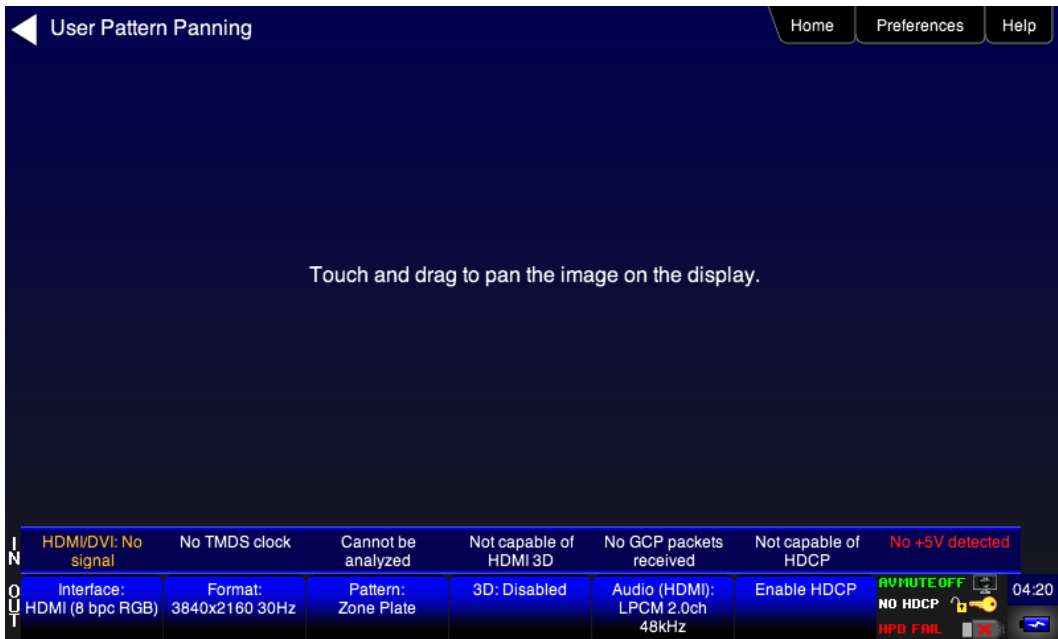 User Pattern Panning
Home
Preferences
Help
Touch and drag to pan the image on the display.
IN
HDMI/DVI: No
signal
No TMDS clock
Cannot be
analyzed
Not capable of
HDMI 3D
No GCP packets
received
Not capable of
HDCP
No +5V detected
OUT
Interface:
HDMI (8 bpc RGB)
Format:
3840x2160 30Hz
Pattern:
Zone Plate
3D: Disabled
Audio (HDMI):
LPCM 2.0ch
48kHz
Enable HDCP
AVMUTEOFF
NO HDCP
HPD FAIL
04:20